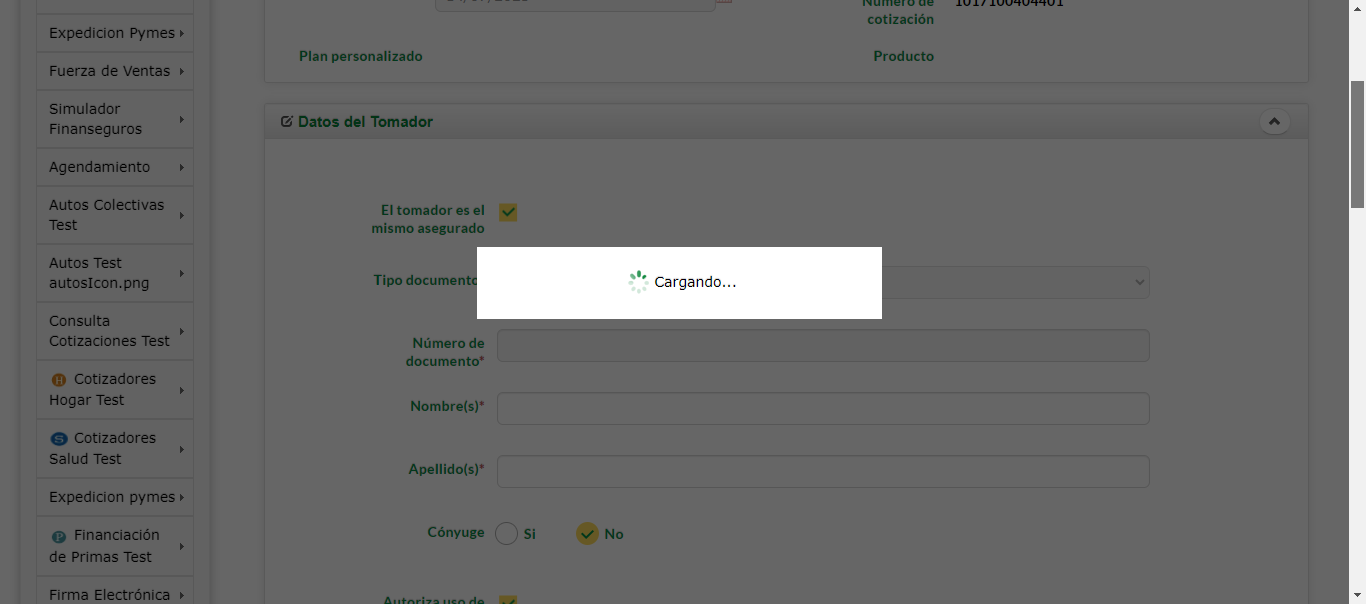 Expedicion Pymes
Fuerza de Ventas
Simulador
Finanseguros
Agendamiento
Autos Colectivas
Test
Autos Test
autosIcon.png
Consulta
Cotizaciones Test
H Cotizadores
Hogar Test
S Cotizadores
Salud Test
Expedicion pymes
P Financiación
de Primas Test
Firma Electrónica
Número de
cotización
1017100404401
Plan personalizado
Producto
Datos del Tomador
El tomador es el
mismo asegurado
Tipo documento
Cargando...
Número de
documento*
Nombre(s)*
Apellido(s)*
Cónyuge
Si
No
Autoriza uso de